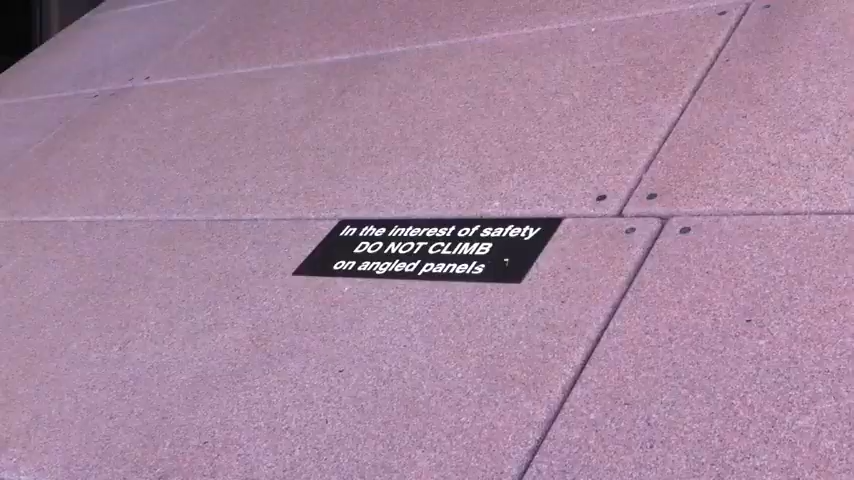 In the interest of safety
DO NOT CLIMB
on angled panels